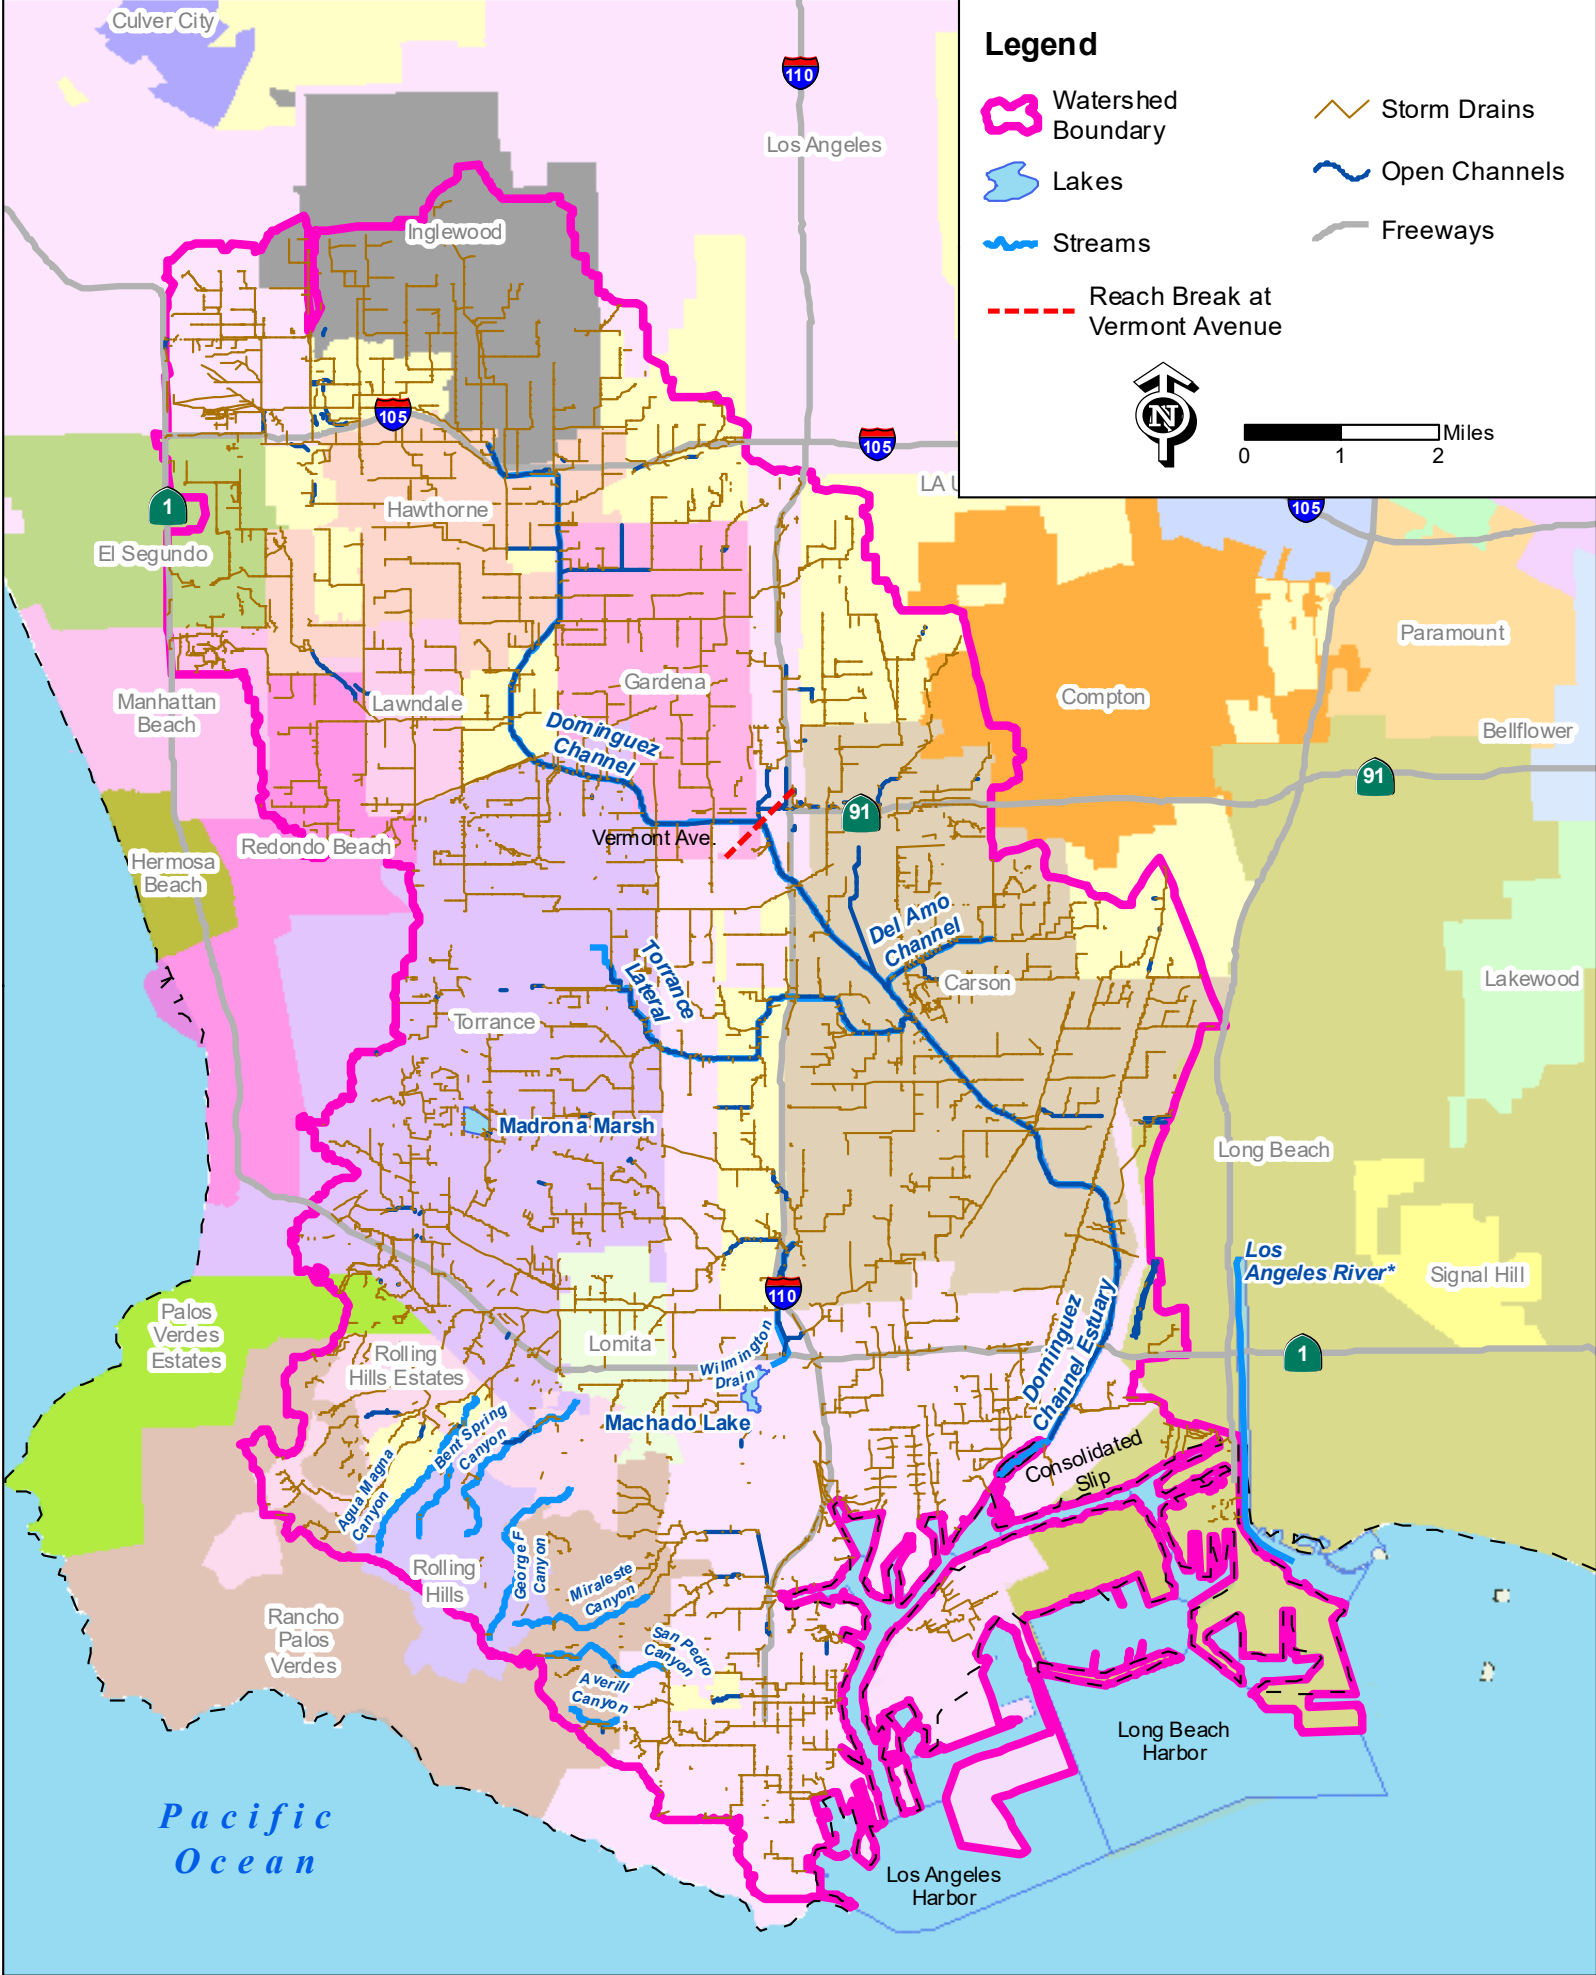 Culver City
110
Los Angeles
Inglewood
Legend
Watershed
Boundary
Lakes
Streams
Reach Break at
Vermont Avenue
Storm Drains
Open Channels
Freeways
N
Miles
0 1 2
105
105
LA U
105
1
Hawthorne
El Segundo
Manhattan
Beach
Lawndale
Gardena
Compton
Paramount
Bellflower
Dominguez
Channel
91
91
Vermont Ave.
Redondo Beach
Hermosa
Beach
Del Amo
Channel
Carson
Lakewood
Torrance
Lateral
Torrance
Madrona Marsh
Long Beach
Los
Angeles River*
Signal Hill
110
1
Palos
Verdes
Estates
Rolling
Hills Estates
Lomita
Wilmington
Drain
Dominguez
Channel Estuary
Machado Lake
Bent Spring
Canyon
Agua Magna
Canyon
Consolidated
Slip
George F
Canyon
Rolling
Hills
Miraleste
Canyon
San Pedro
Canyon
Averill
Canyon
Rancho
Palos
Verdes
Long Beach
Harbor
Los Angeles
Harbor
Pacific
Ocean